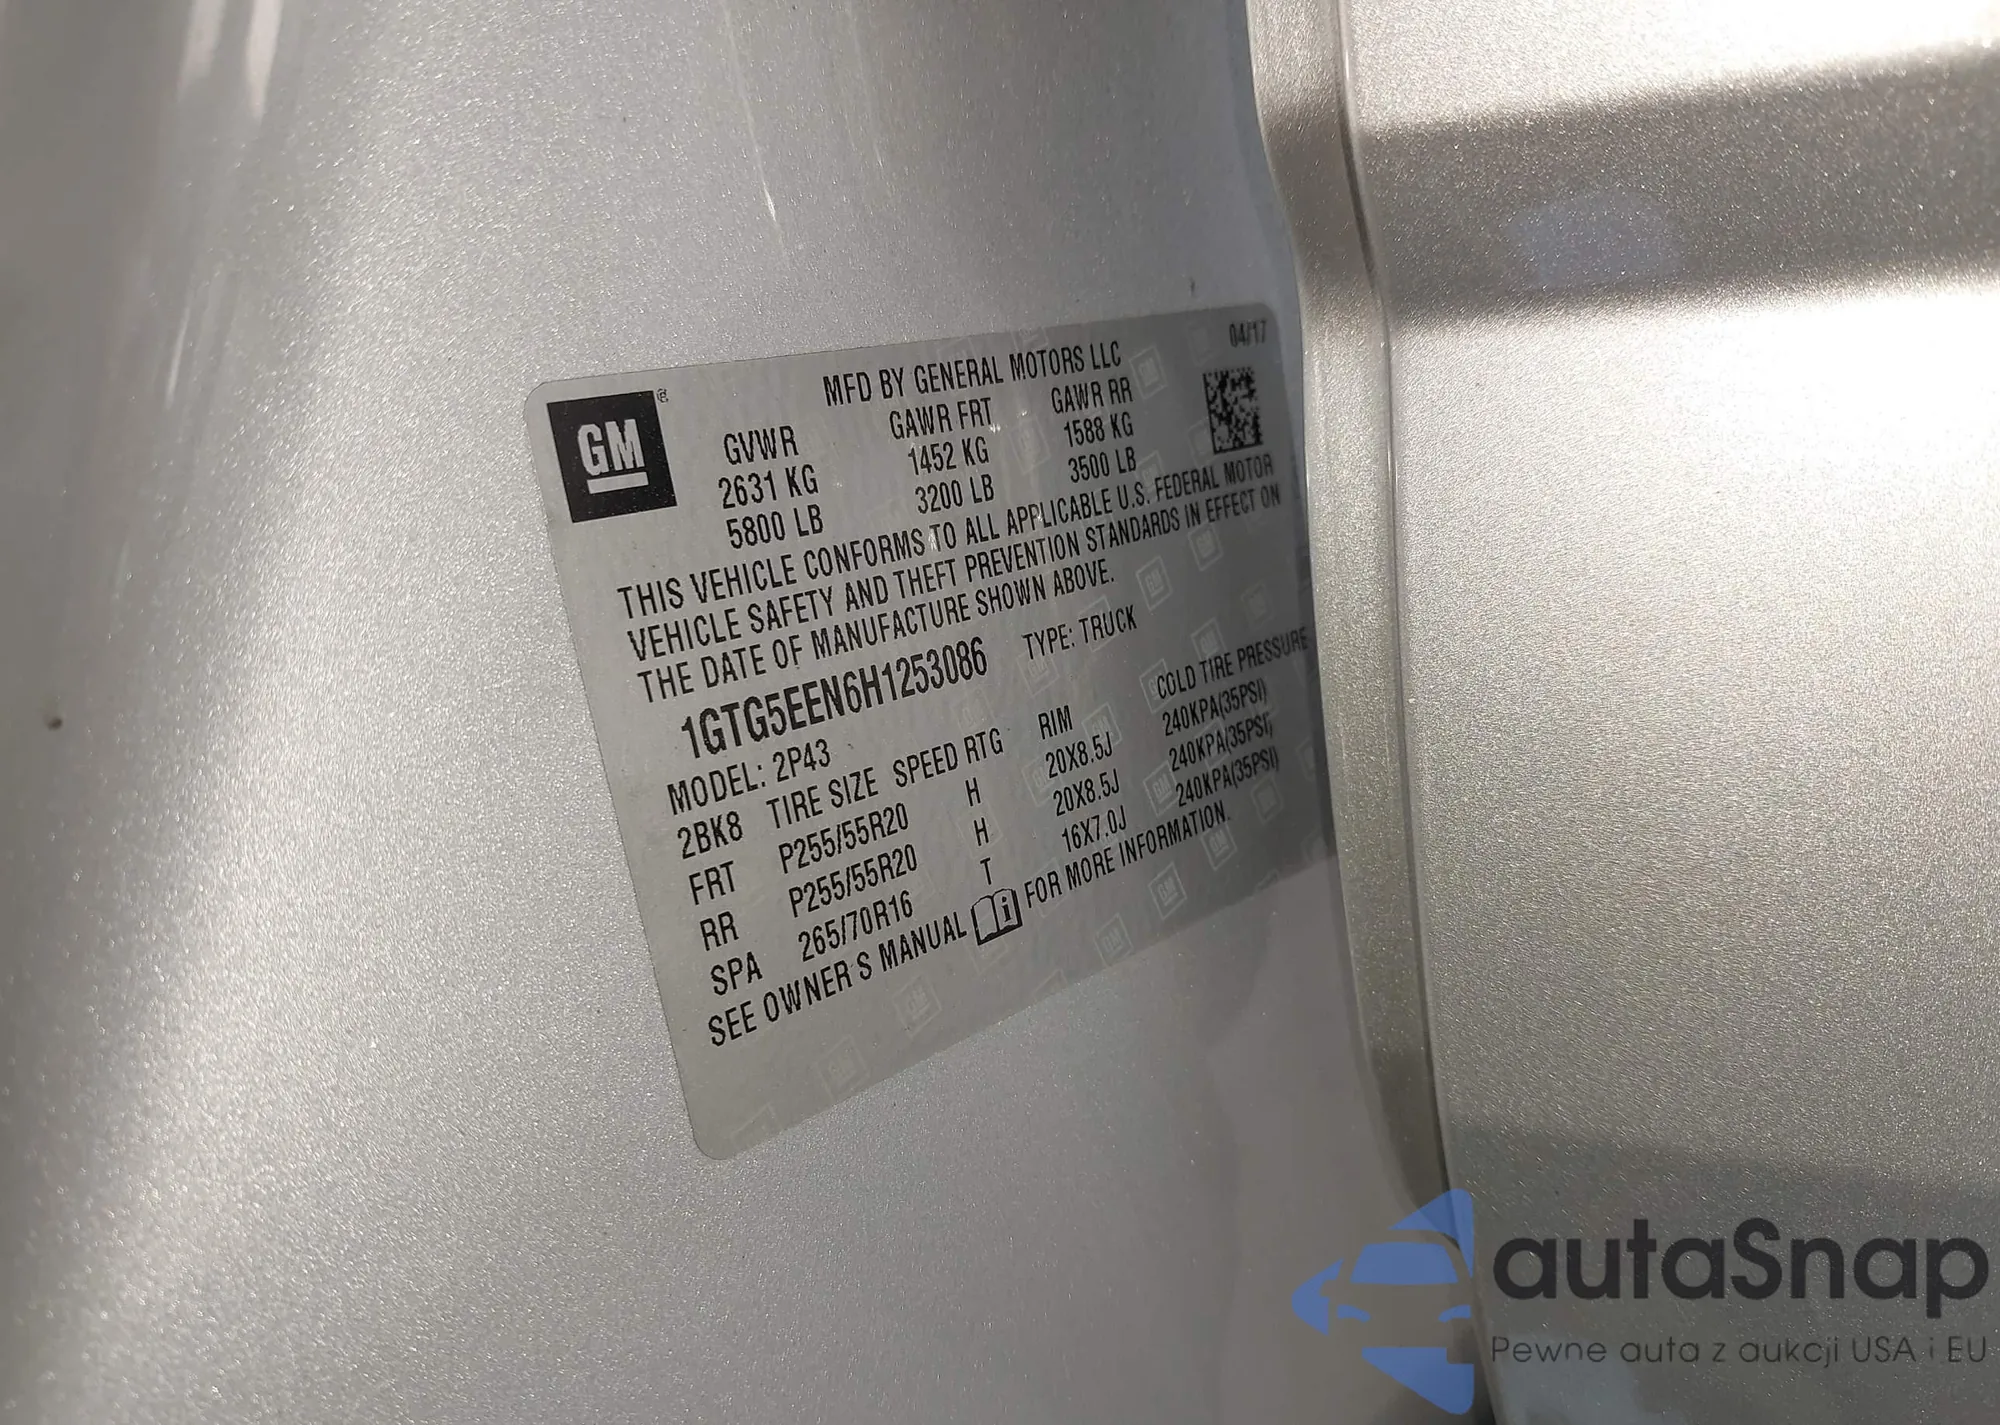 04/17
MFD BY GENERAL MOTORS LLC
GM ®
GVWR GAWR FRT GAWR RR
2631 KG 1452 KG 1588 KG
5800 LB 3200 LB 3500 LB
THIS VEHICLE CONFORMS TO ALL APPLICABLE U.S. FEDERAL MOTOR
VEHICLE SAFETY AND THEFT PREVENTION STANDARDS IN EFFECT ON
THE DATE OF MANUFACTURE SHOWN ABOVE.
1GTG5EEN6H1253086 TYPE: TRUCK
MODEL: 2P43
2BK8 TIRE SIZE SPEED RTG RIM COLD TIRE PRESSURE
FRT P255/55R20 H 20X8.5J 240KPA(35PSI)
RR P255/55R20 H 20X8.5J 240KPA(35PSI)
SPA 265/70R16 T 16X7.0J 240KPA(35PSI)
SEE OWNER'S MANUAL FOR MORE INFORMATION.
autaSnap
Pewne auta z aukcji USA i EU